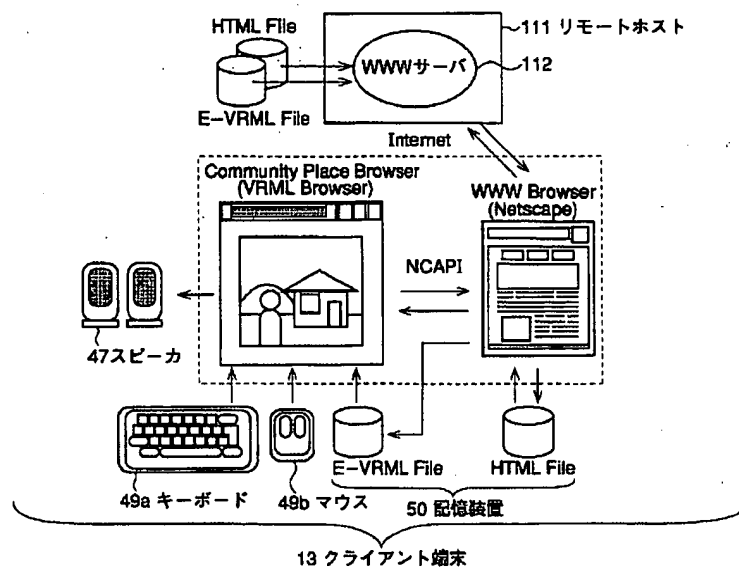 HTML File
111 リモートホスト
WWWサーバ
112
E-VRML File
Internet
Community Place Browser
(VRML Browser)
WWW Browser
(Netscape)
NCAPI
47スピーカ
E-VRML File
HTML File
49a キーボード
49b マウス
50 記憶装置
13 クライアント端末